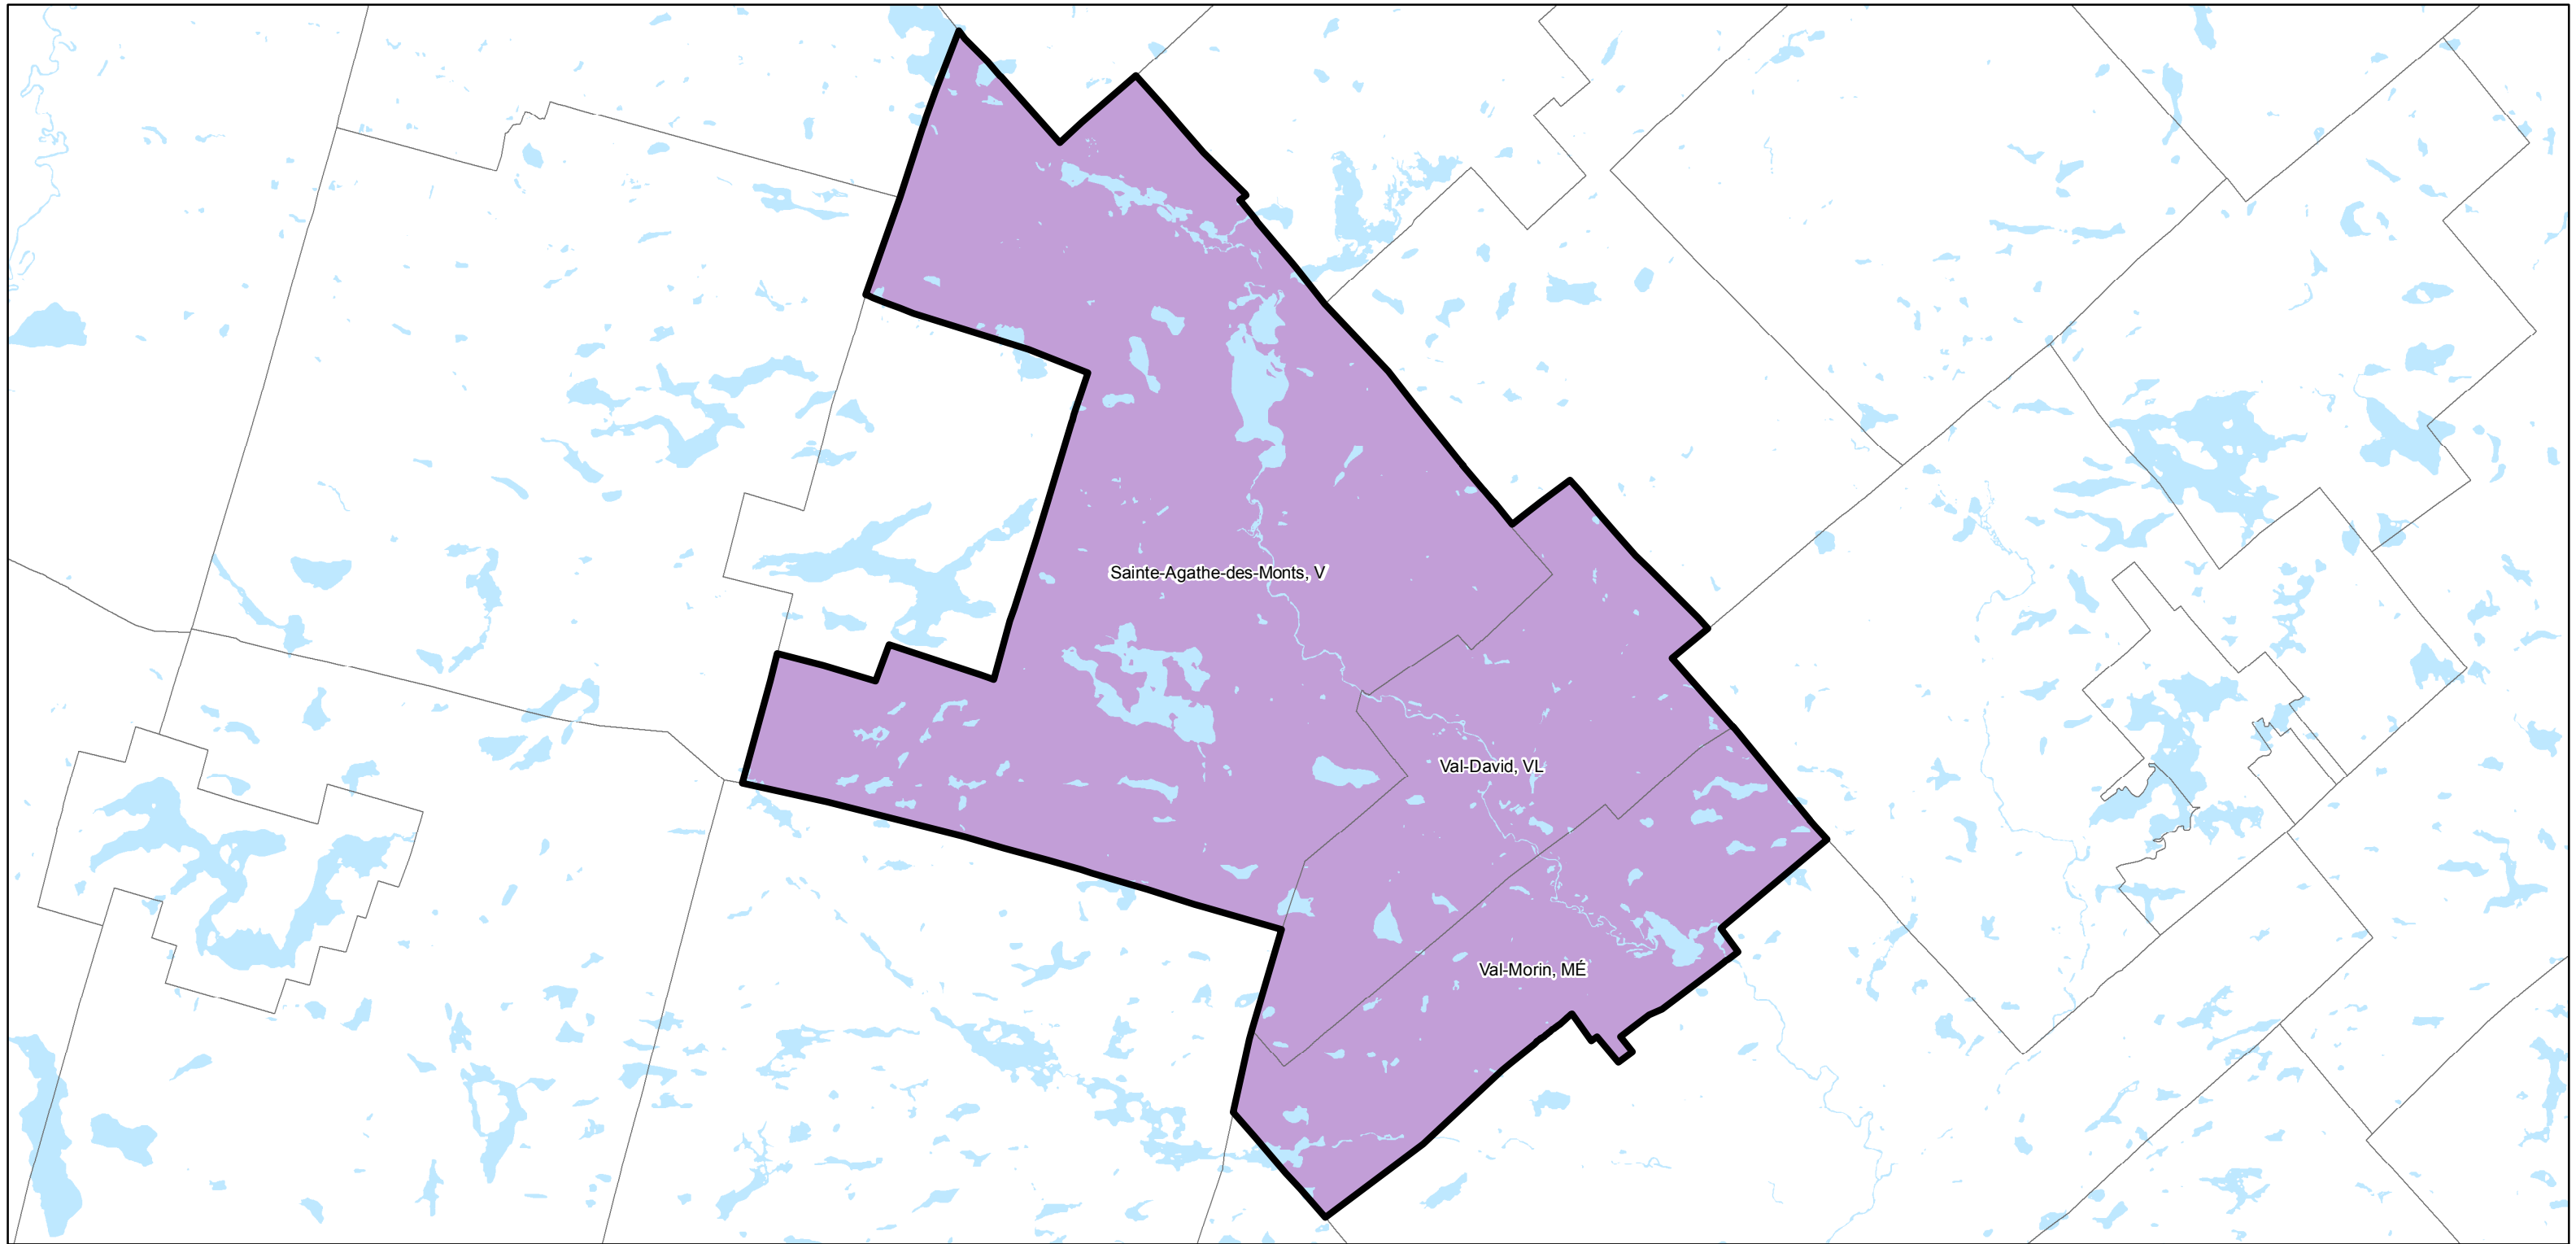 Sainte-Agathe-des-Monts, V
Val-David, VL
Val-Morin, MÉ